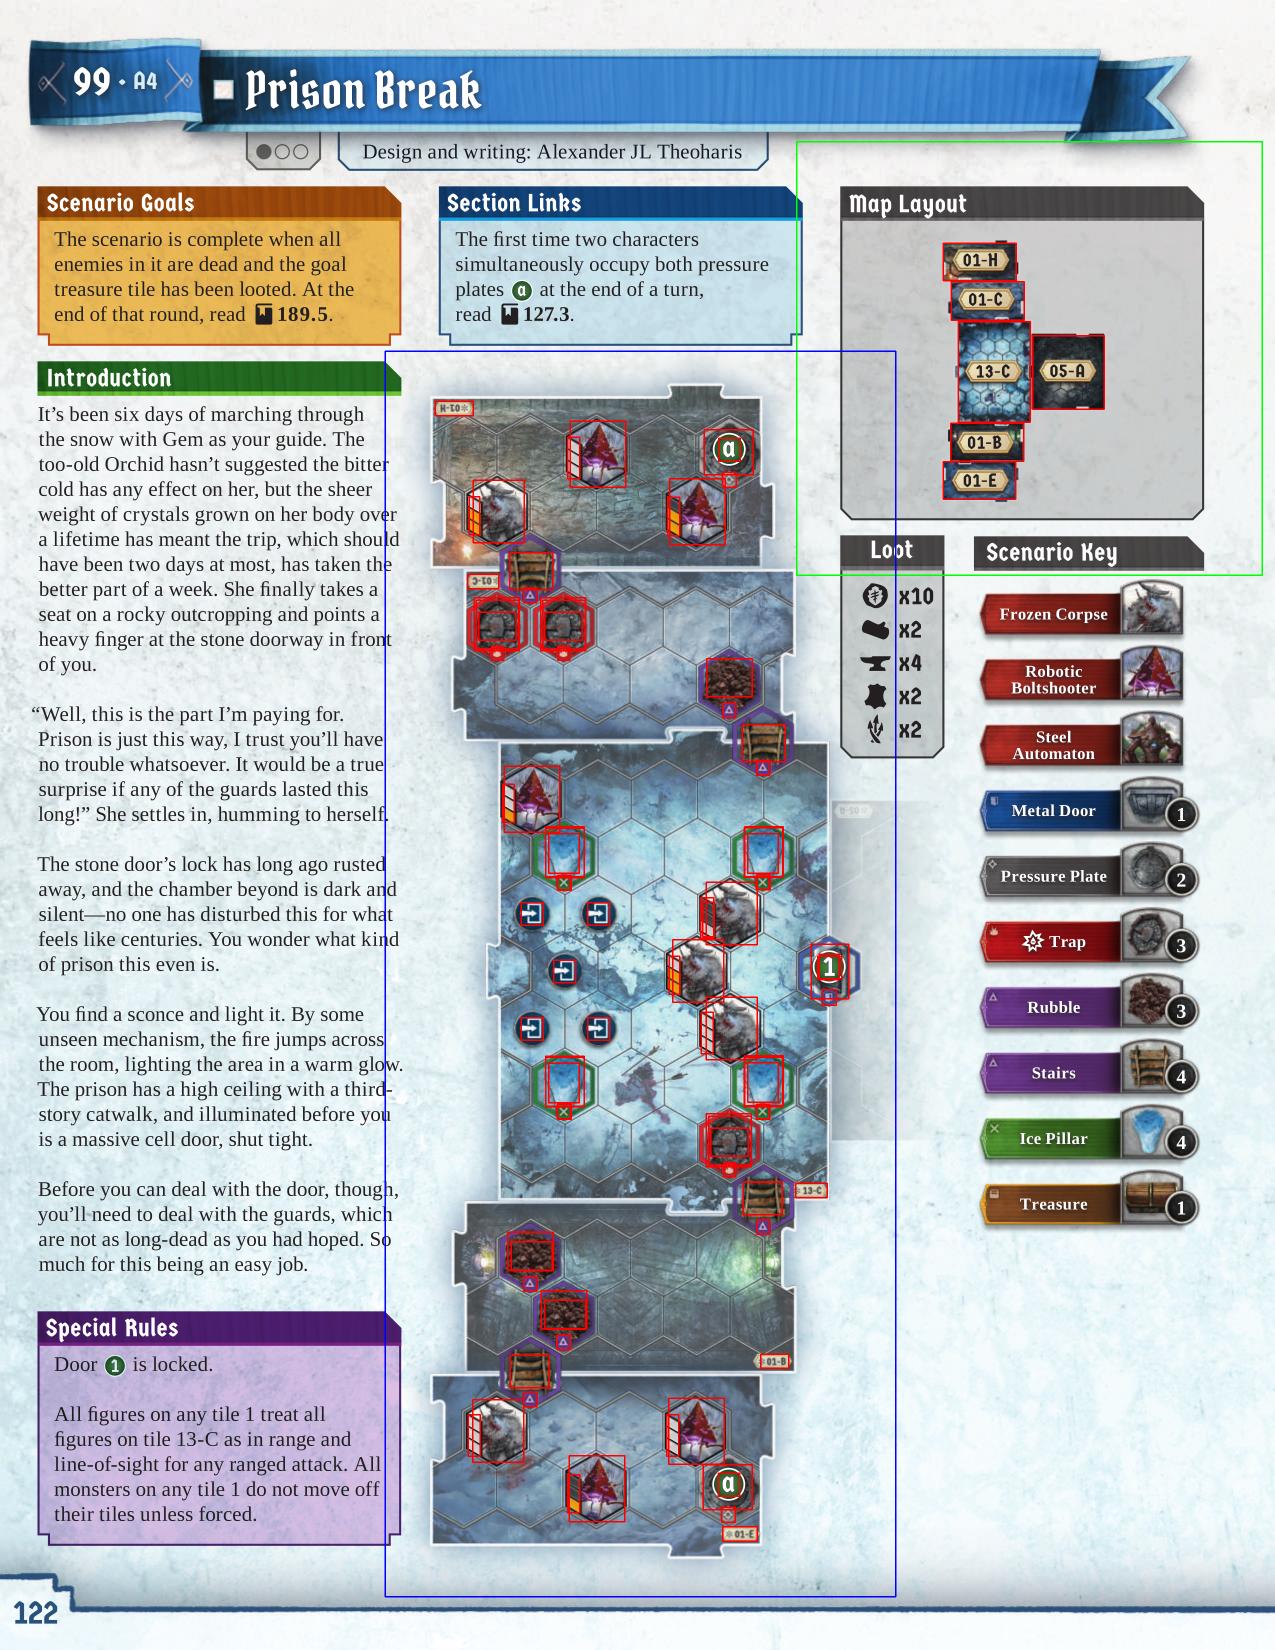 99 · A4
Prison Break
Design and writing: Alexander JL Theoharis
Scenario Goals
The scenario is complete when all
enemies in it are dead and the goal
treasure tile has been looted. At the
end of that round, read 189.5.
Section Links
The first time two characters
simultaneously occupy both pressure
plates a at the end of a turn,
read 127.3.
Map Layout
01-H
01-C
13-C
05-A
01-B
01-E
Introduction
It’s been six days of marching through
the snow with Gem as your guide. The
too-old Orchid hasn’t suggested the bitter
cold has any effect on her, but the sheer
weight of crystals grown on her body over
a lifetime has meant the trip, which should
have been two days at most, has taken the
better part of a week. She finally takes a
seat on a rocky outcropping and points a
heavy finger at the stone doorway in front
of you.
“Well, this is the part I’m paying for.
Prison is just this way, I trust you’ll have
no trouble whatsoever. It would be a true
surprise if any of the guards lasted this
long!” She settles in, humming to herself.
The stone door’s lock has long ago rusted
away, and the chamber beyond is dark and
silent—no one has disturbed this for what
feels like centuries. You wonder what kind
of prison this even is.
You find a sconce and light it. By some
unseen mechanism, the fire jumps across
the room, lighting the area in a warm glow.
The prison has a high ceiling with a third-
story catwalk, and illuminated before you
is a massive cell door, shut tight.
Before you can deal with the door, though,
you’ll need to deal with the guards, which
are not as long-dead as you had hoped. So
much for this being an easy job.
Special Rules
Door 1 is locked.
All figures on any tile 1 treat all
figures on tile 13-C as in range and
line-of-sight for any ranged attack. All
monsters on any tile 1 do not move off
their tiles unless forced.
01-H
a
01-C
05-A
1
13-C
01-B
a
01-E
Loot
x10
x2
x4
x2
x2
Scenario Key
Frozen Corpse
Robotic
Boltshooter
Steel
Automaton
Metal Door 1
Pressure Plate 2
Trap 3
Rubble 3
Stairs 4
Ice Pillar 4
Treasure 1
122